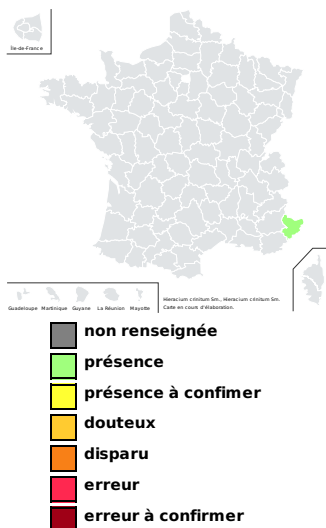 Île-de-France
Guadeloupe Martinique Guyane La Réunion Mayotte
Hieracium crinitum Sm., Hieracium crinitum Sm.
Carte en cours d'élaboration.
non renseignée
présence
présence à confimer
douteux
disparu
erreur
erreur à confirmer